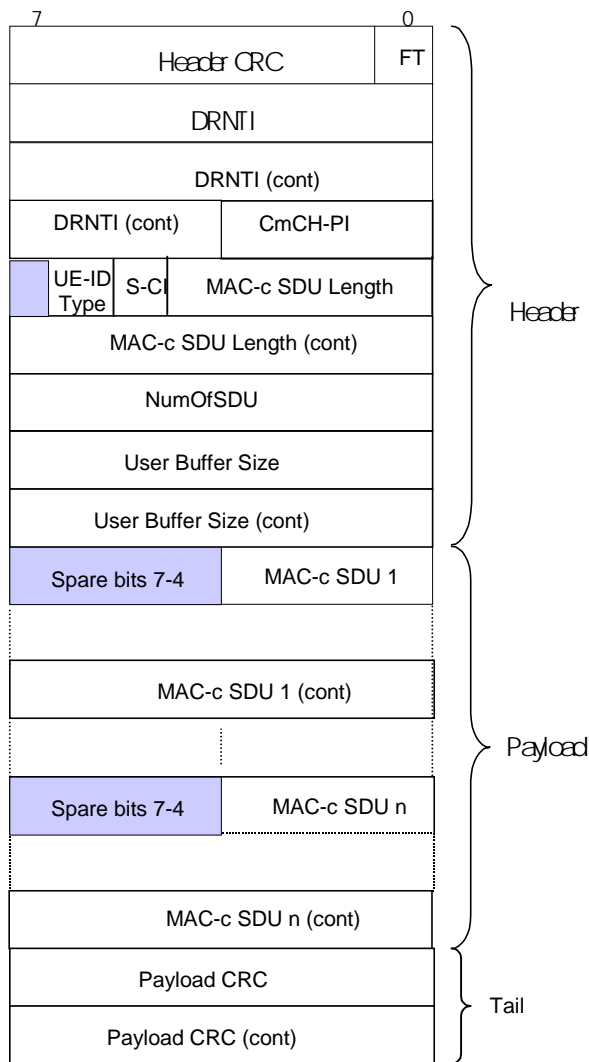 7 0
Header CRC FT
DRNTI
DRNTI (cont)
DRNTI (cont) CmCH-PI
UE-ID Type S-CI MAC-c SDU Length
MAC-c SDU Length (cont)
NumOfSDU
User Buffer Size
User Buffer Size (cont)
Header
Spare bits 7-4 MAC-c SDU 1
MAC-c SDU 1 (cont)
Payload
Spare bits 7-4 MAC-c SDU n
MAC-c SDU n (cont)
Payload CRC
Tail
Payload CRC (cont)